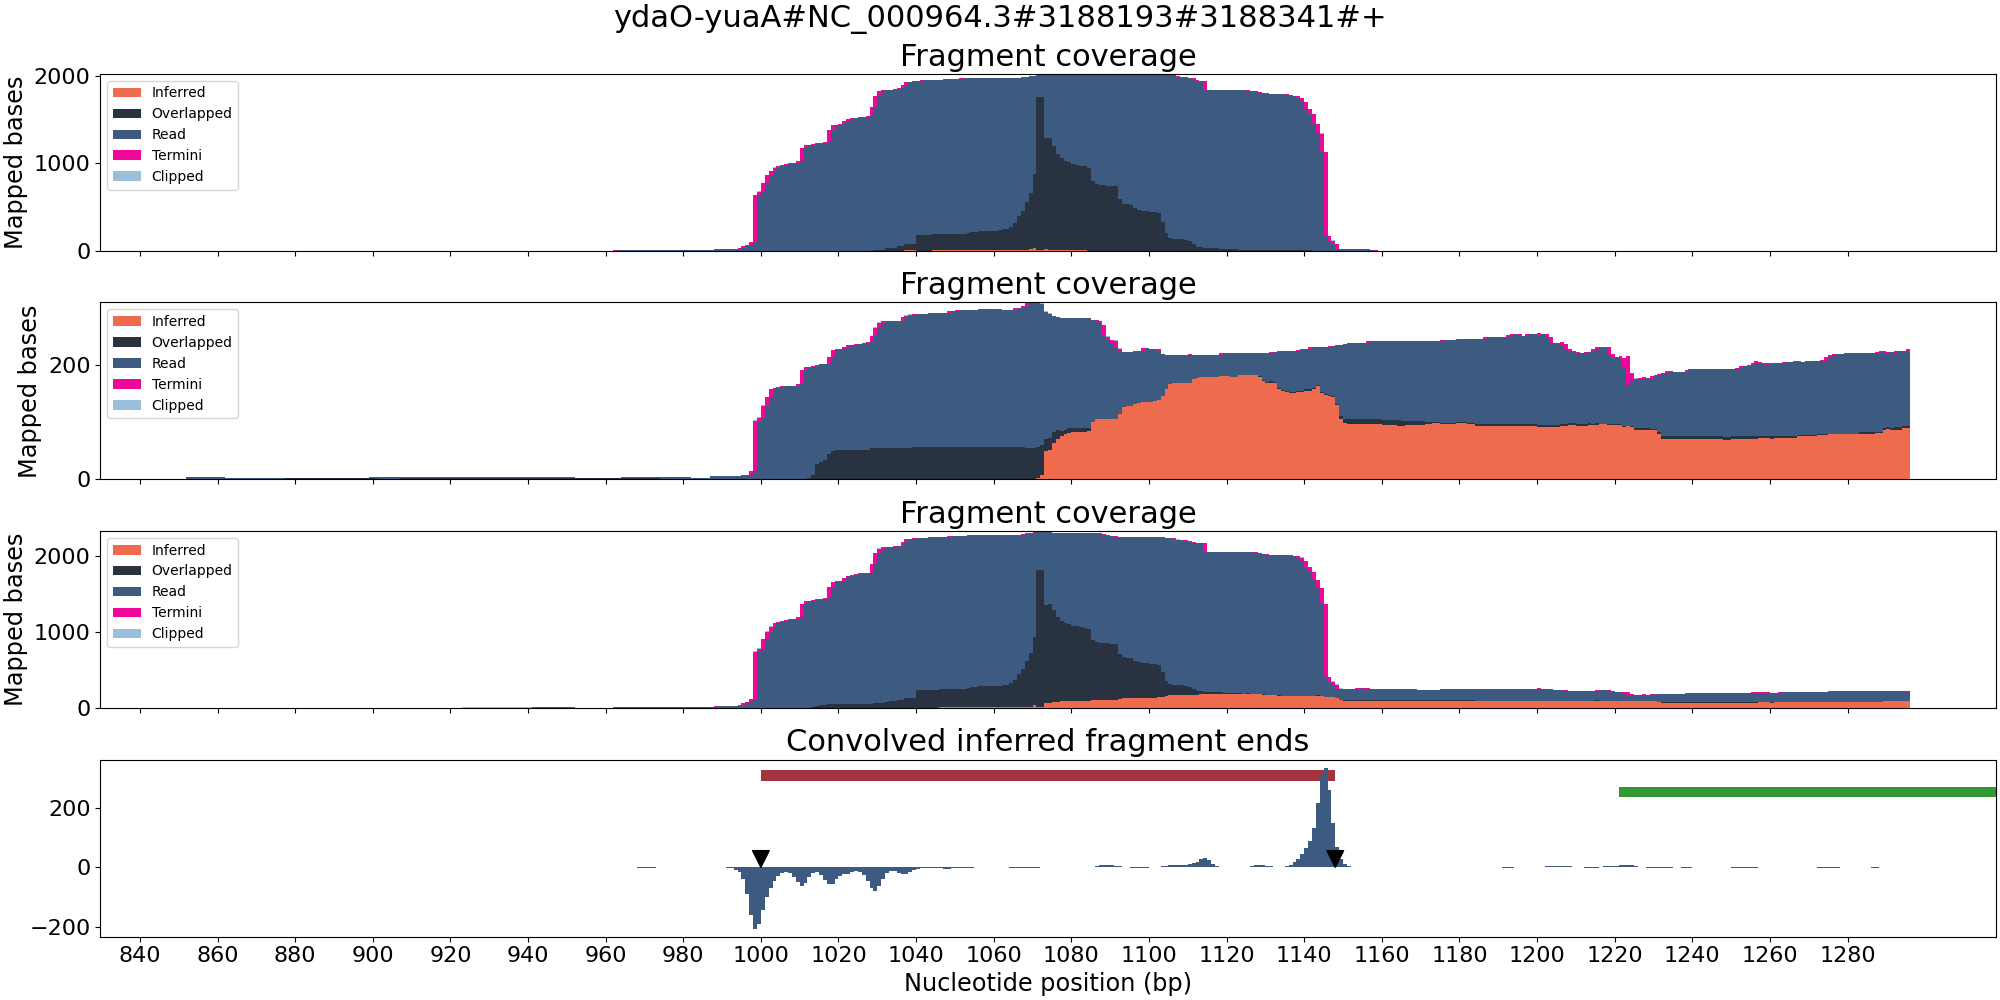 ydaO-yuaA#NC_000964.3#3188193#3188341#+
Fragment coverage
Mapped bases
2000
1000
0
Inferred
Overlapped
Read
Termini
Clipped
Fragment coverage
Mapped bases
200
0
Inferred
Overlapped
Read
Termini
Clipped
Fragment coverage
Mapped bases
2000
1000
0
Inferred
Overlapped
Read
Termini
Clipped
Convolved inferred fragment ends
200
0
−200
840 860 880 900 920 940 960 980 1000 1020 1040 1060 1080 1100 1120 1140 1160 1180 1200 1220 1240 1260 1280
Nucleotide position (bp)